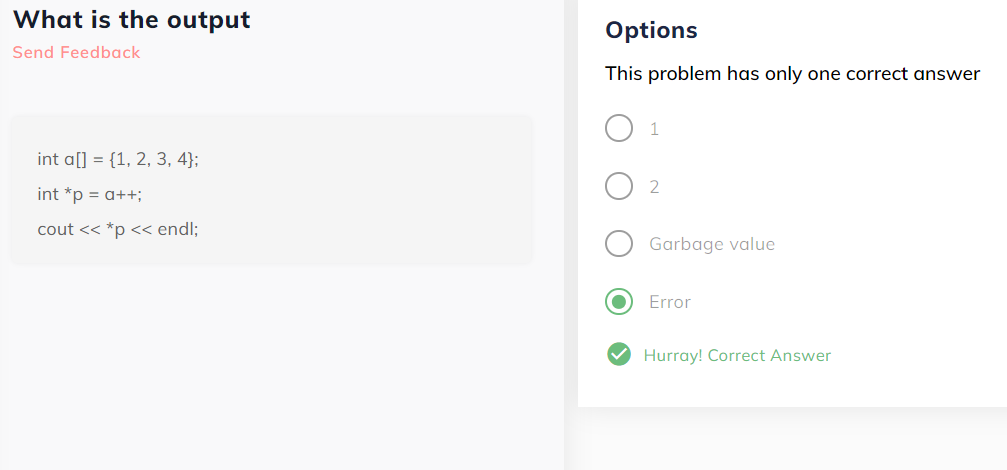 What is the output
Send Feedback
int a[] = {1, 2, 3, 4};
int *p = a++;
cout << *p << endl;
Options
This problem has only one correct answer
1
2
Garbage value
Error
Hurray! Correct Answer